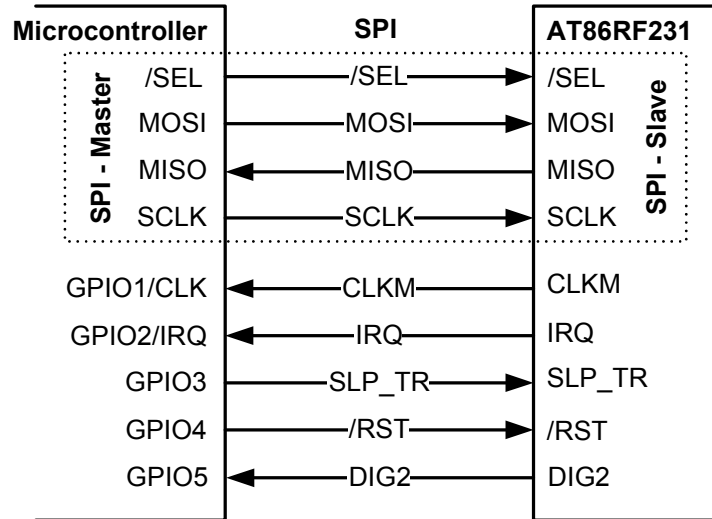 Microcontroller SPI AT86RF231
/SEL /SEL /SEL
MOSI MOSI MOSI
MISO MISO MISO
SCLK SCLK SCLK
SPI - Master
SPI - Slave
GPIO1/CLK CLKM CLKM
GPIO2/IRQ IRQ IRQ
GPIO3 SLP_TR SLP_TR
GPIO4 /RST /RST
GPIO5 DIG2 DIG2